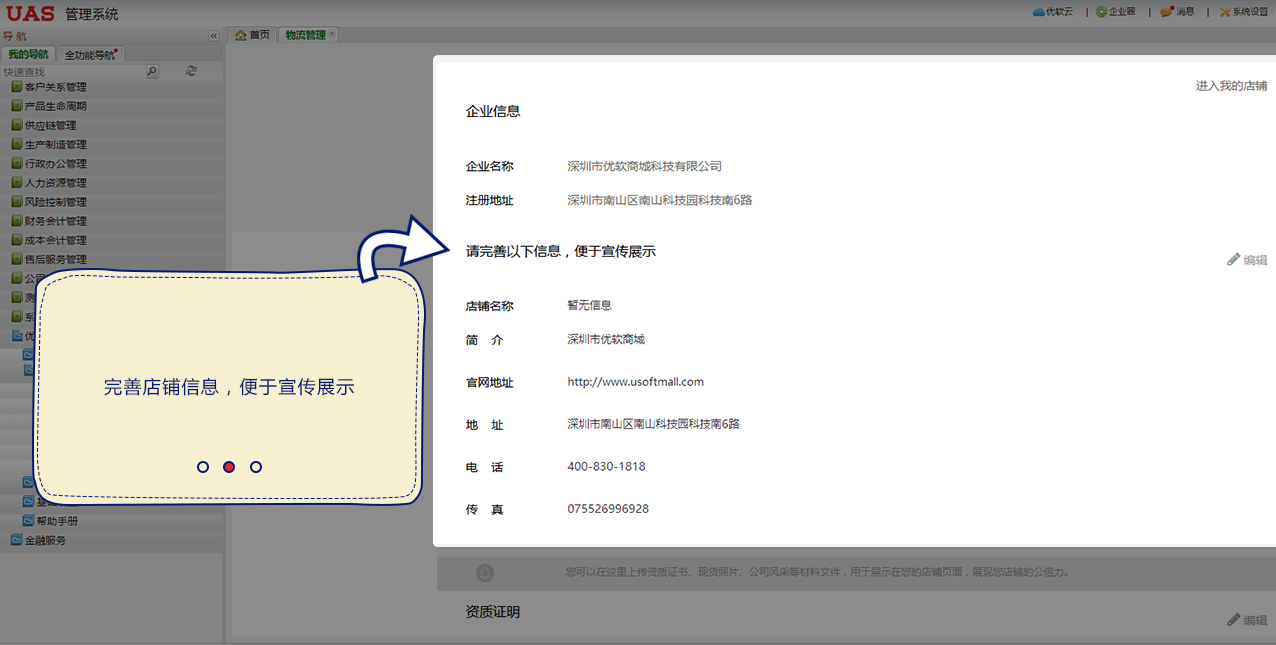 UAS 管理系统
优软云 | 企业圈 | 消息 | 系统设置
导航
首页 物流管理
我的导航 全功能导航
快速查找
客户关系管理
产品生命周期
供应链管理
生产制造管理
行政办公管理
人力资源管理
风险控制管理
财务会计管理
成本会计管理
售后服务管理
帮助手册
金融服务
进入我的店铺
企业信息
企业名称 深圳市优软商城科技有限公司
注册地址 深圳市南山区南山科技园科技南6路
请完善以下信息，便于宣传展示
编辑
店铺名称 暂无信息
简 介 深圳市优软商城
官网地址 http://www.usoftmall.com
地 址 深圳市南山区南山科技园科技南6路
电 话 400-830-1818
传 真 075526996928
完善店铺信息，便于宣传展示
您可以在这里上传资质证书、现货照片、公司风采等材料文件，用于展示在您的店铺页面，展现您店铺的公信力。
资质证明
编辑